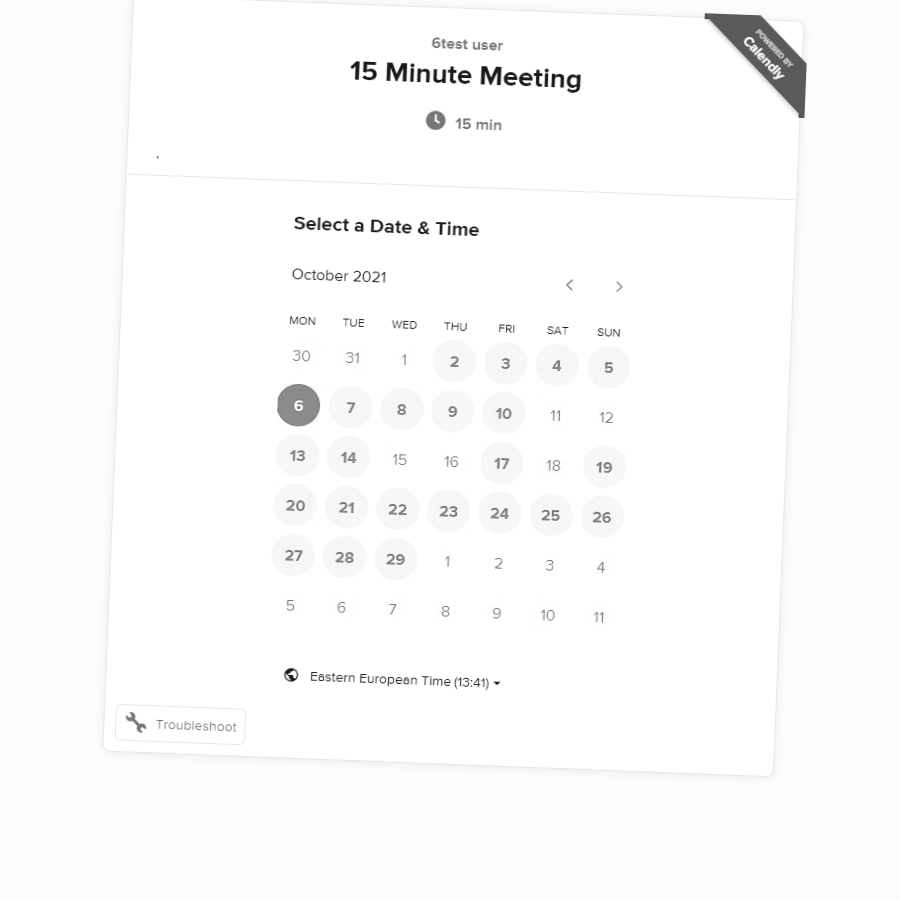 6test user
15 Minute Meeting
15 min
POWERED BY
Calendly
Select a Date & Time
October 2021
MON TUE WED THU FRI SAT SUN
30 31 1 2 3 4 5
6 7 8 9 10 11 12
13 14 15 16 17 18 19
20 21 22 23 24 25 26
27 28 29 1 2 3 4
5 6 7 8 9 10 11
Eastern European Time (13:41)
Troubleshoot